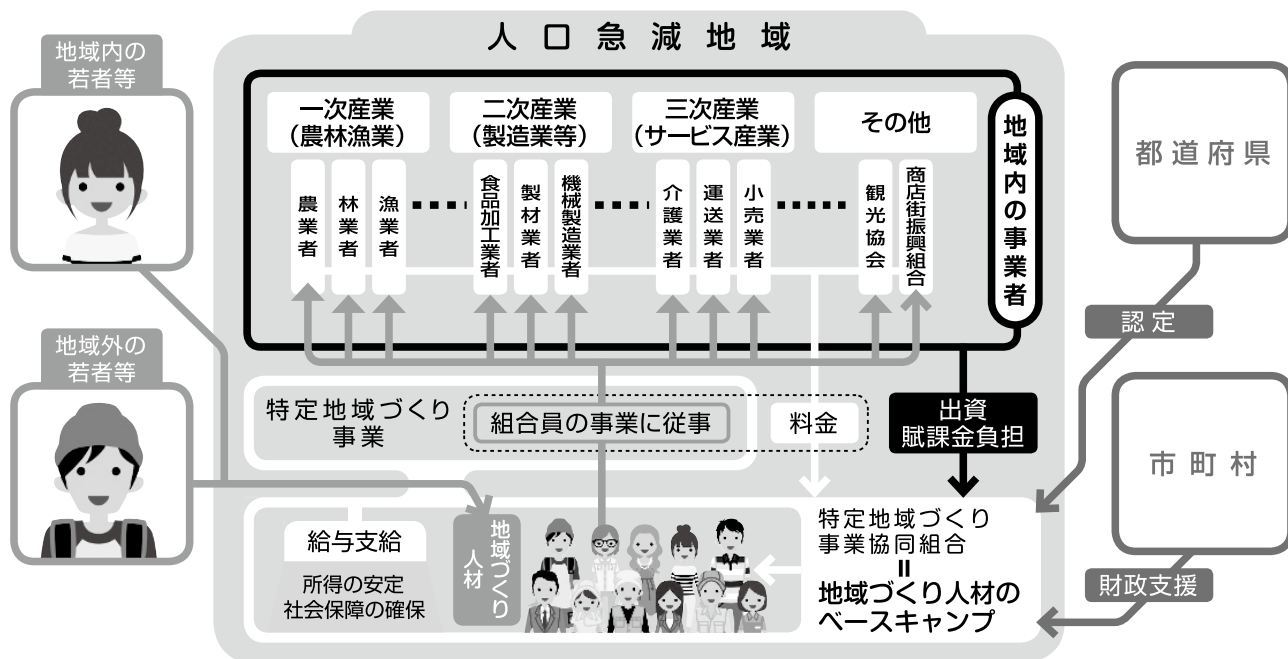 人口急減地域
地域内の
若者等
地域外の
若者等
一次産業
(農林漁業)
農業者
林業者
漁業者
二次産業
(製造業等)
食品加工業者
製材業者
機械製造業者
三次産業
(サービス産業)
介護業者
運送業者
小売業者
その他
観光協会
商店街振興組合
地域内の事業者
都道府県
認定
市町村
財政支援
特定地域づくり
事業
組合員の事業に従事
料金
出資
賦課金負担
給与支給
所得の安定
社会保障の確保
地域づくり
人材
特定地域づくり
事業協同組合
=
地域づくり人材の
ベースキャンプ